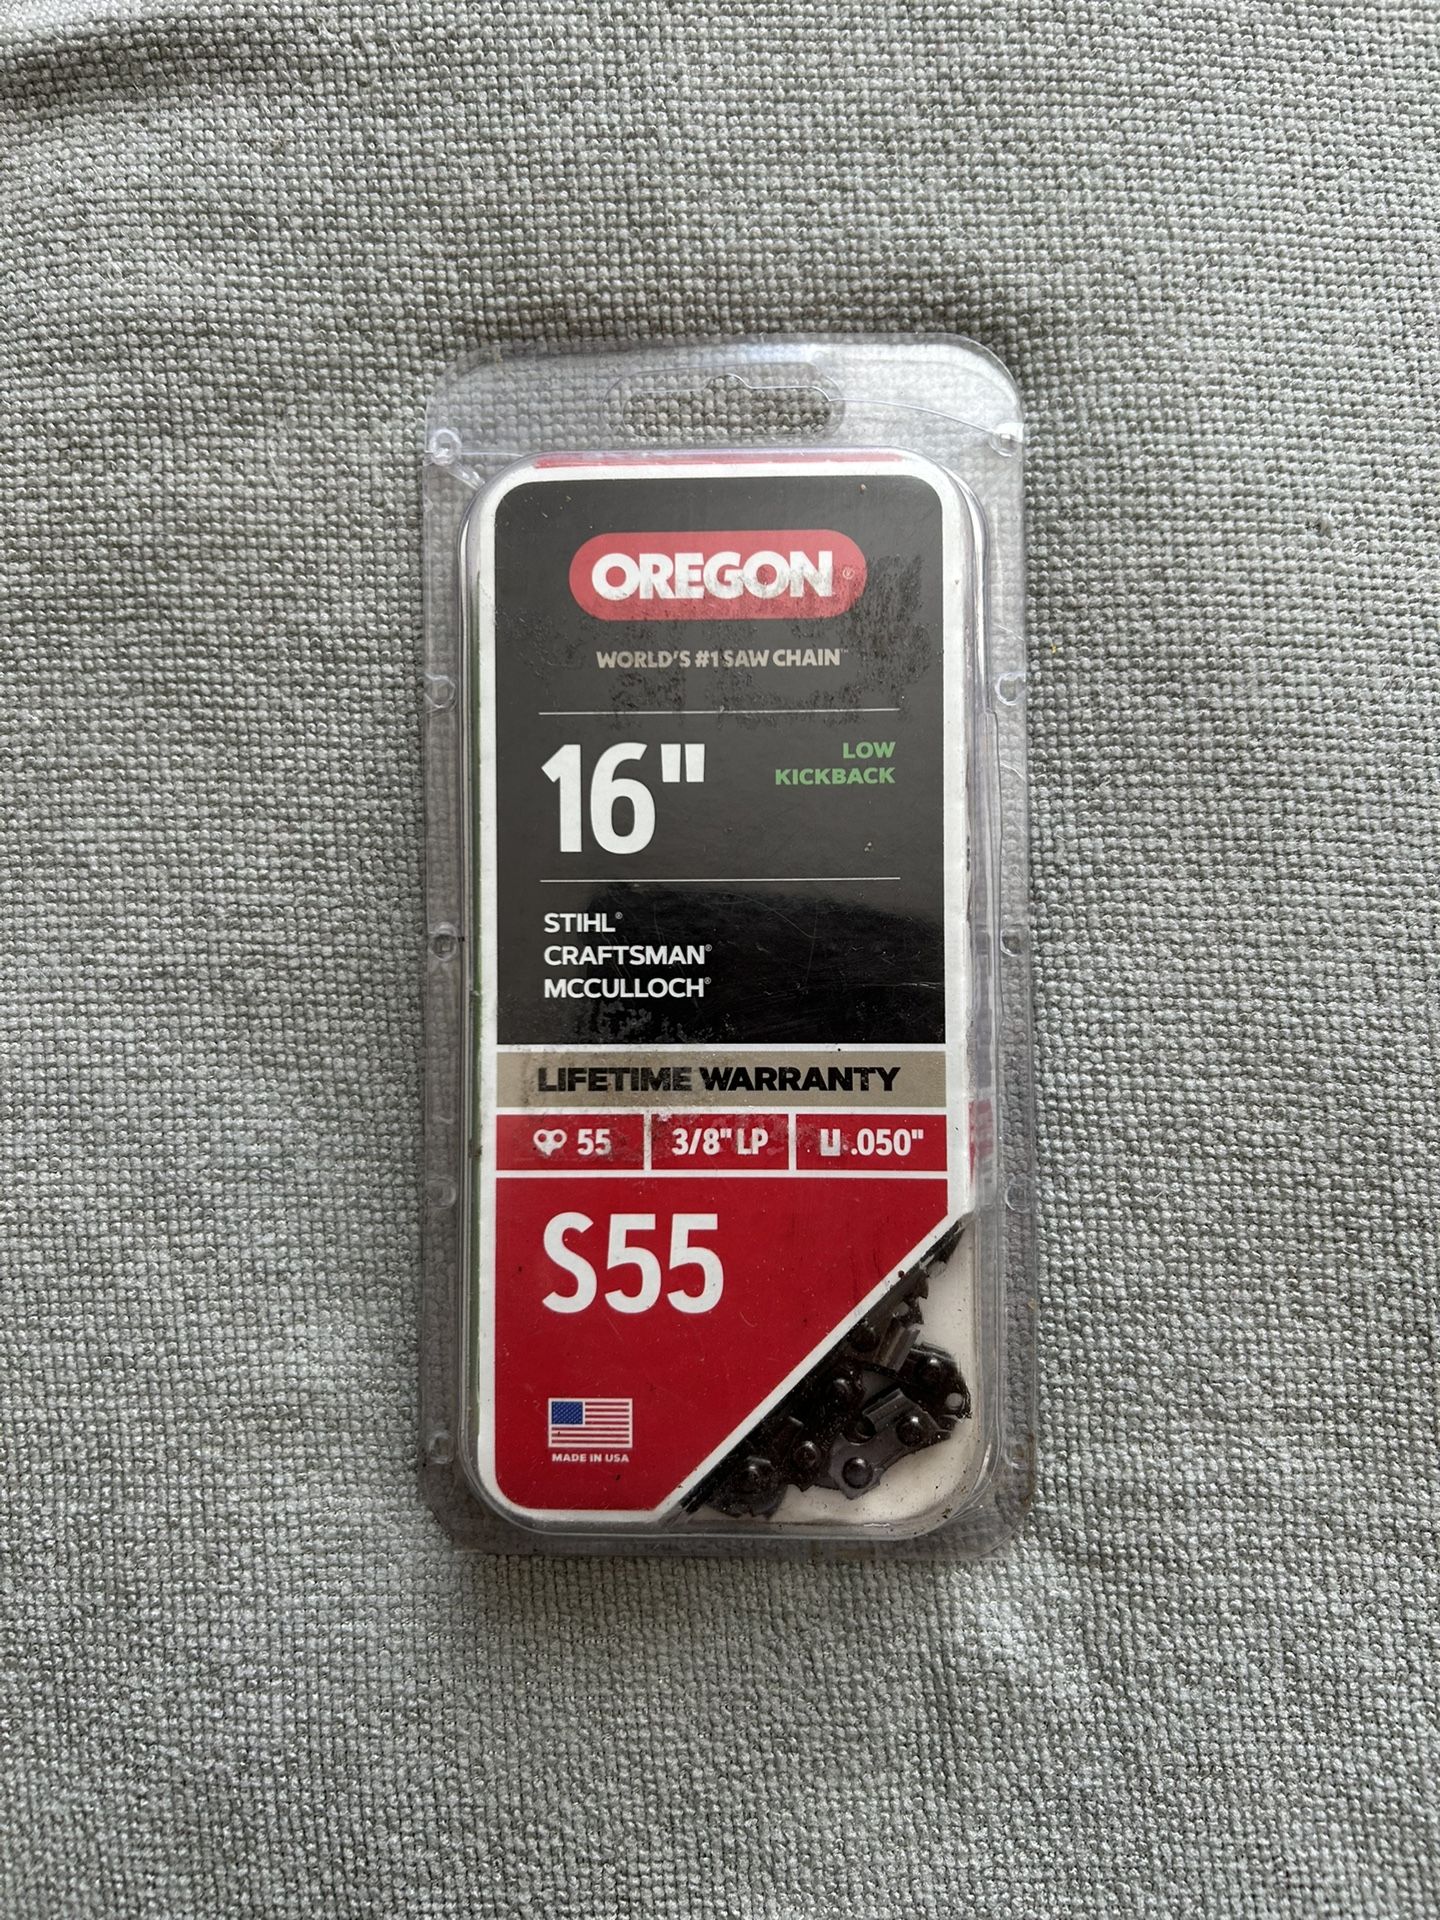 OREGON®
WORLD'S #1 SAW CHAIN™
16"
LOW
KICKBACK
STIHL®
CRAFTSMAN®
MCCULLOCH®
LIFETIME WARRANTY
55 3/8" LP .050"
S55
MADE IN USA